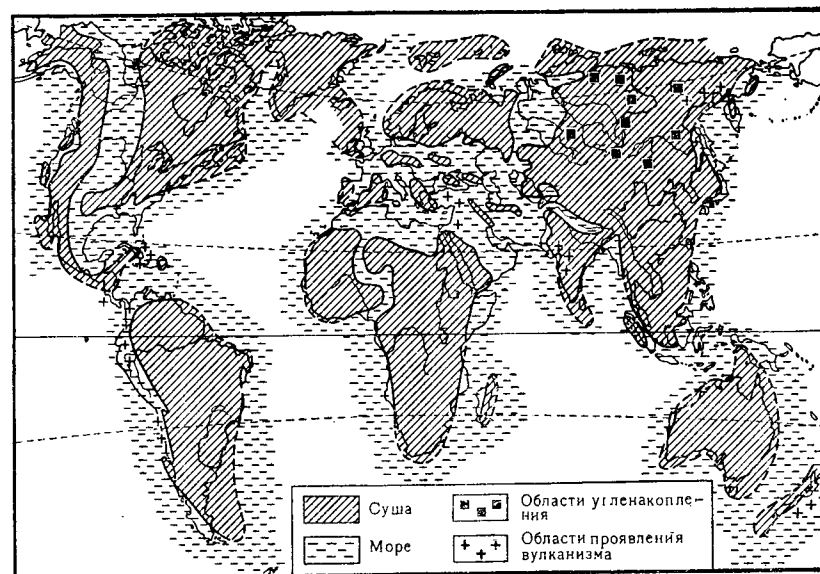 Суша
Море
Области угленакопле-
ния
Области проявления
вулканизма